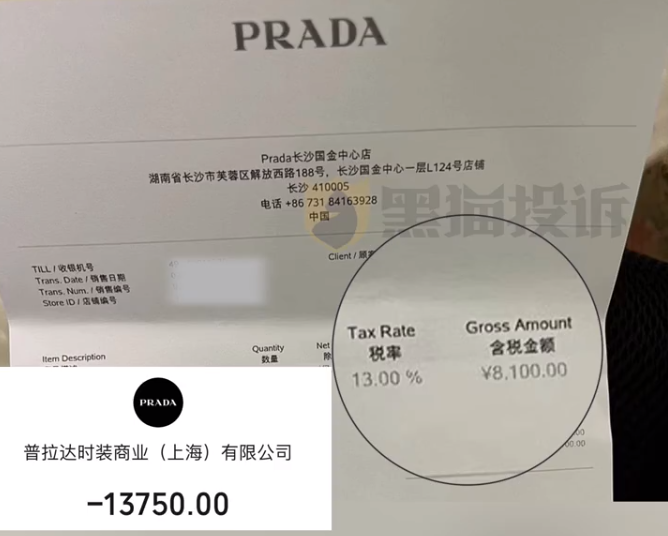 PRADA
Prada长沙国金中心店
湖南省长沙市芙蓉区解放西路188号，长沙国金中心一层L124号店铺
长沙 410005
电话 +86 731 84163928
中国
黑猫投诉
Client / 顾客
TILL / 收银机号
Trans. Date / 销售日期
Trans. Num. / 销售编号
Store ID / 店铺编号
Item Description
Quantity
数量
Net
除
Tax Rate
税率
13.00 %
Gross Amount
含税金额
¥8,100.00
00.00
PRADA
普拉达时装商业（上海）有限公司
-13750.00